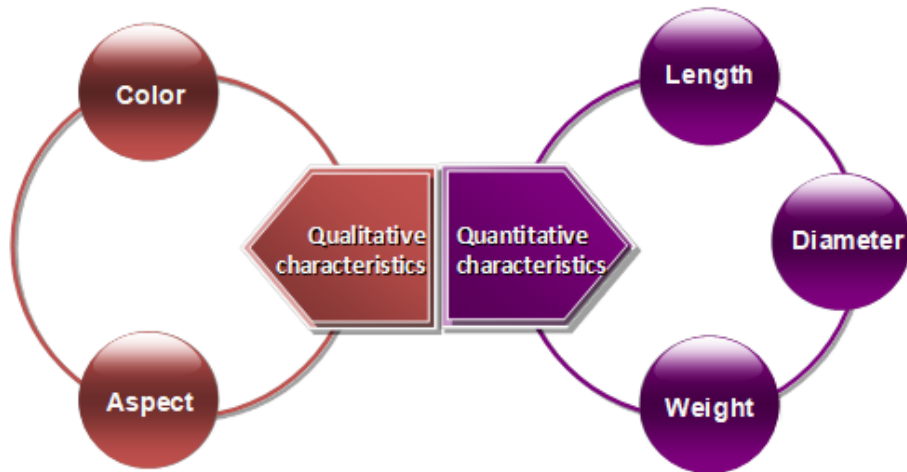 Color
Aspect
Qualitative
characteristics
Quantitative
characteristics
Length
Diameter
Weight